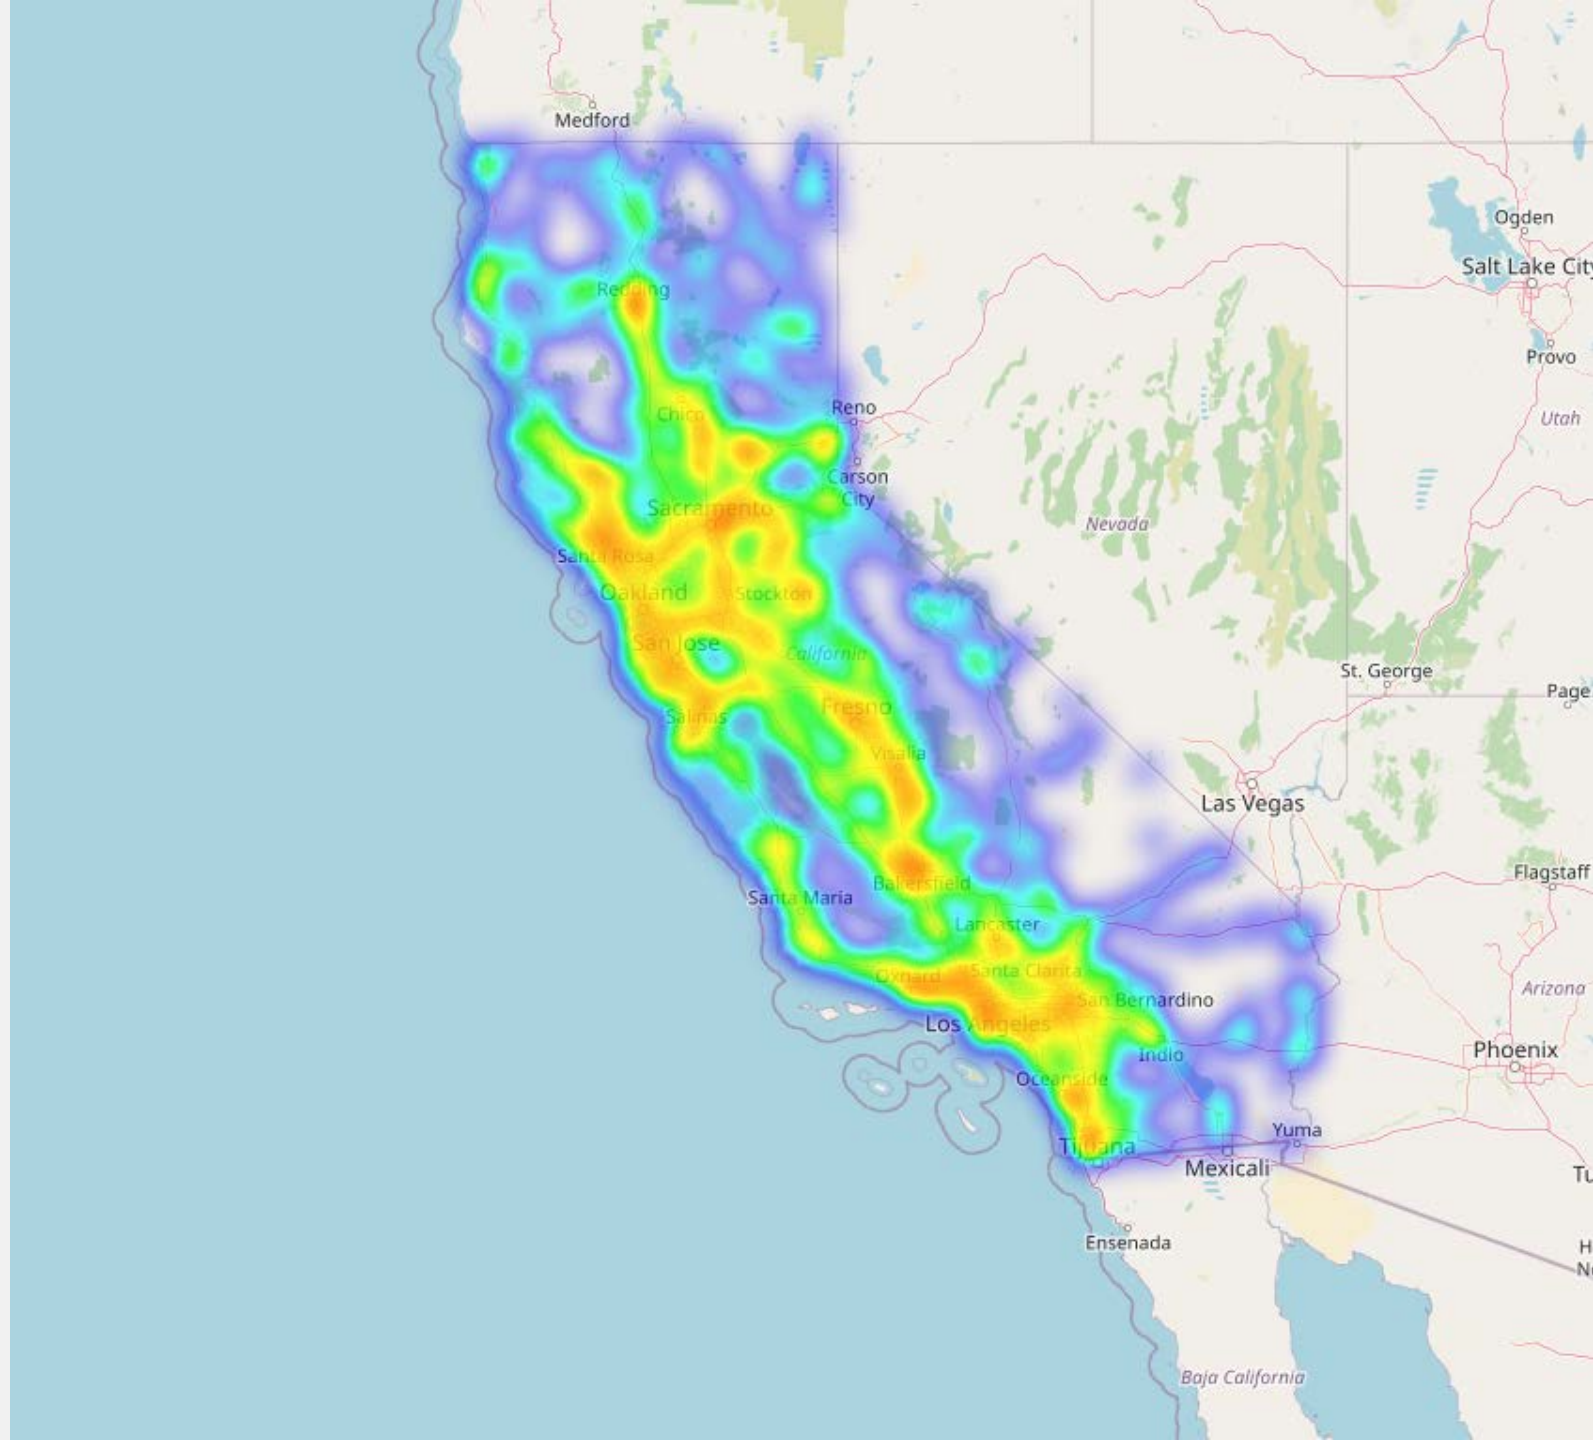 Medford
Ogden
Salt Lake City
Redding
Provo
Reno
Chico
Utah
Carson
City
Sacramento
Nevada
Santa Rosa
Oakland
Stockton
San Jose
California
St. George
Page
Fresno
Salinas
Visalia
Las Vegas
Flagstaff
Bakersfield
Santa Maria
Lancaster
Oxnard
Santa Clarita
Arizona
San Bernardino
Los Angeles
Phoenix
Indio
Oceanside
Yuma
Tijuana
Mexicali
Tu
Ensenada
H
No
Baja California